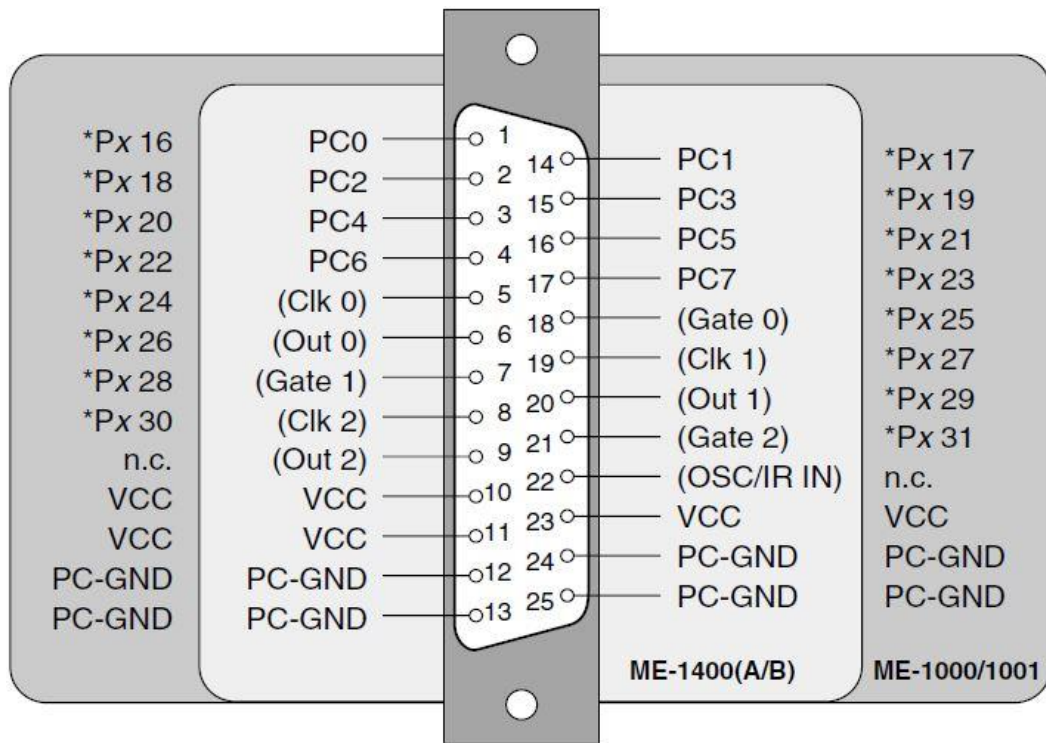 *Px 16 PC0 1
14 PC1 *Px 17
*Px 18 PC2 2
15 PC3 *Px 19
*Px 20 PC4 3
16 PC5 *Px 21
*Px 22 PC6 4
17 PC7 *Px 23
*Px 24 (Clk 0) 5
18 (Gate 0) *Px 25
*Px 26 (Out 0) 6
19 (Clk 1) *Px 27
*Px 28 (Gate 1) 7
20 (Out 1) *Px 29
*Px 30 (Clk 2) 8
21 (Gate 2) *Px 31
n.c. (Out 2) 9
22 (OSC/IR IN) n.c.
VCC VCC 10
23 VCC VCC
VCC VCC 11
24 PC-GND PC-GND
PC-GND PC-GND 12
25 PC-GND PC-GND
PC-GND PC-GND 13
ME-1400(A/B) ME-1000/1001